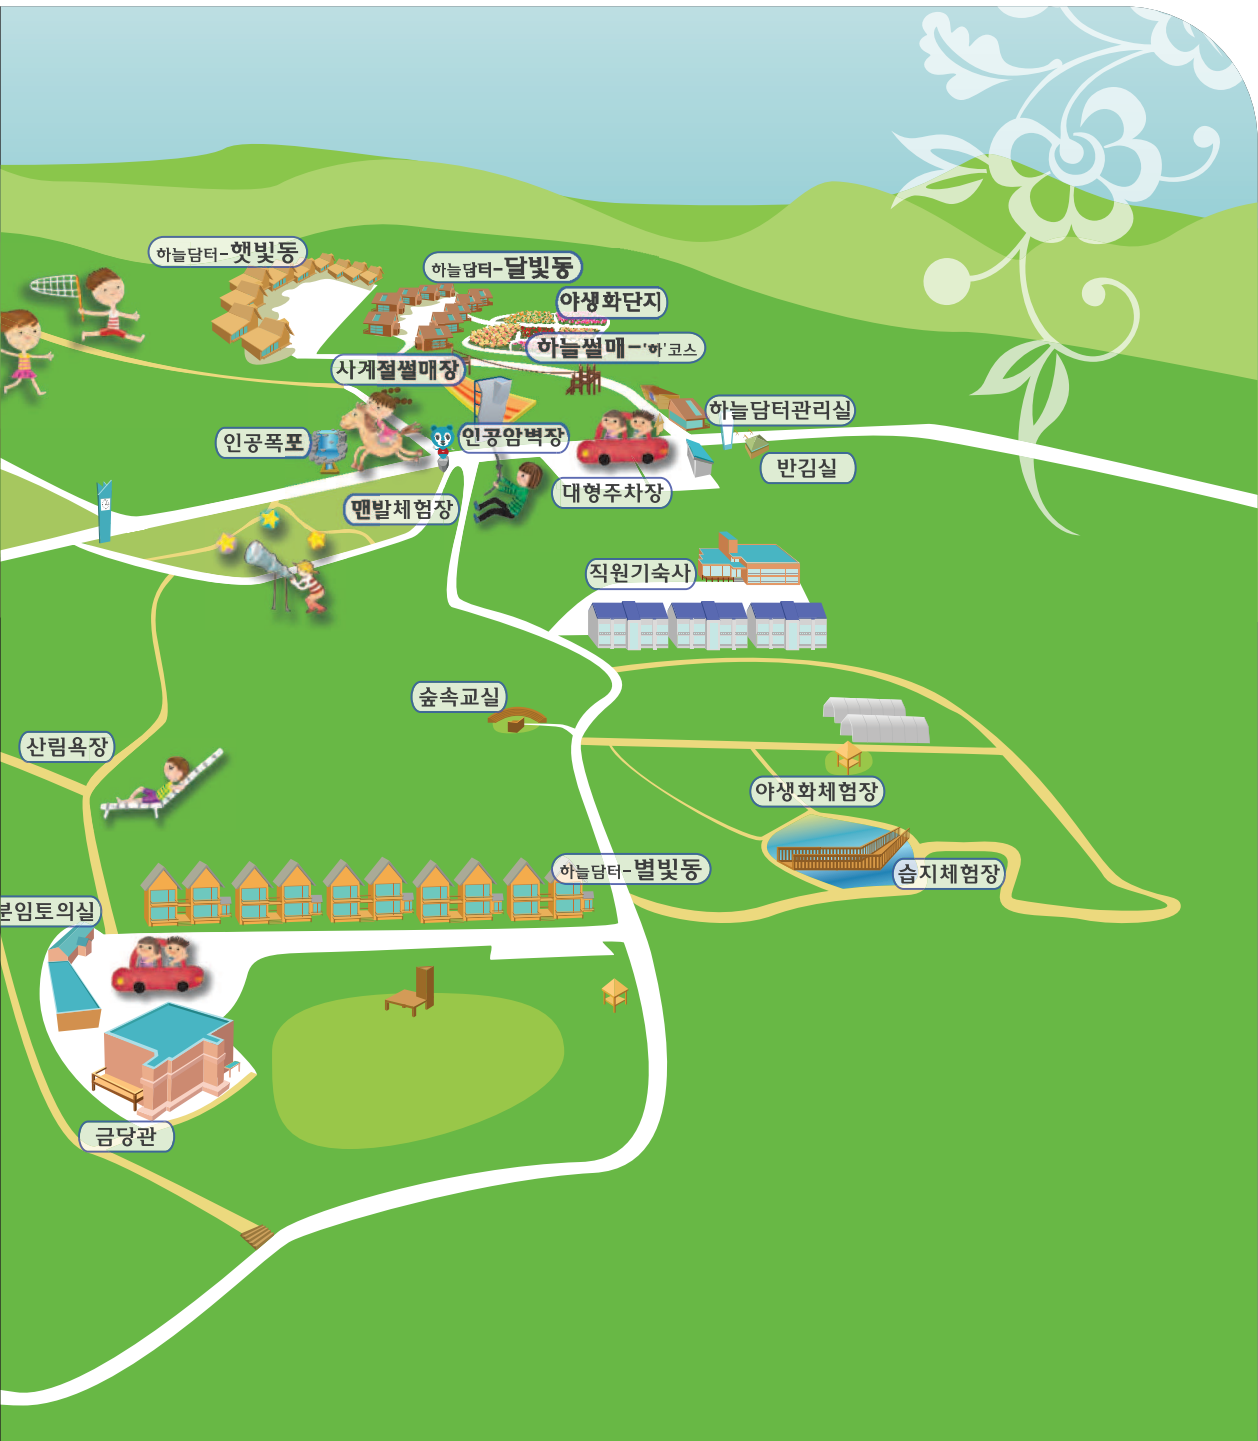 하늘담터-햇빛동
하늘담터-달빛동
야생화단지
하늘썰매-'하'코스
사계절썰매장
하늘담터관리실
인공폭포
인공암벽장
반김실
대형주차장
맨발체험장
직원기숙사
숲속교실
산림욕장
야생화체험장
하늘담터-별빛동
습지체험장
분임토의실
금당관